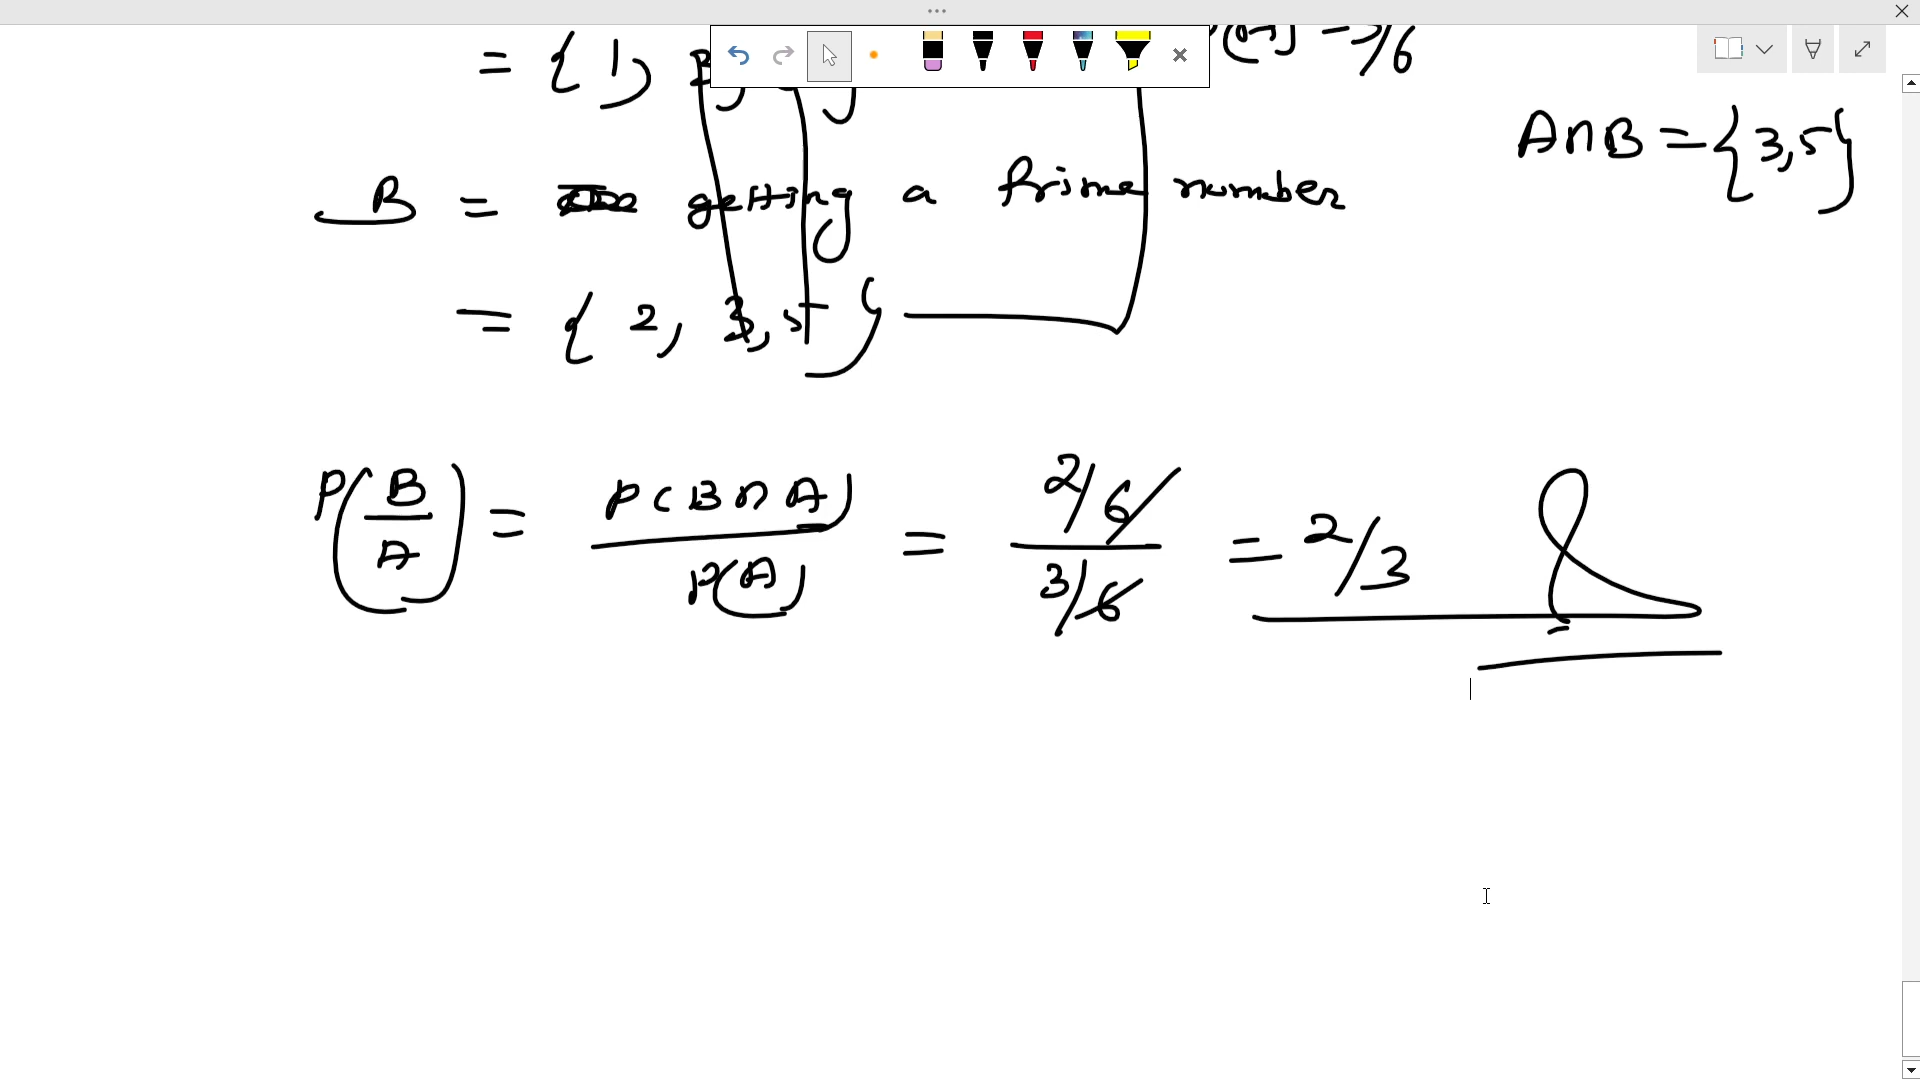 = {1, 3, 5}
P(A) = 3/6
A∩B = {3,5}
B = getting a prime number
= { 2, 3, 5 }
P(B/A) = P(B∩A)/P(A) = (2/6)/(3/6) = 2/3